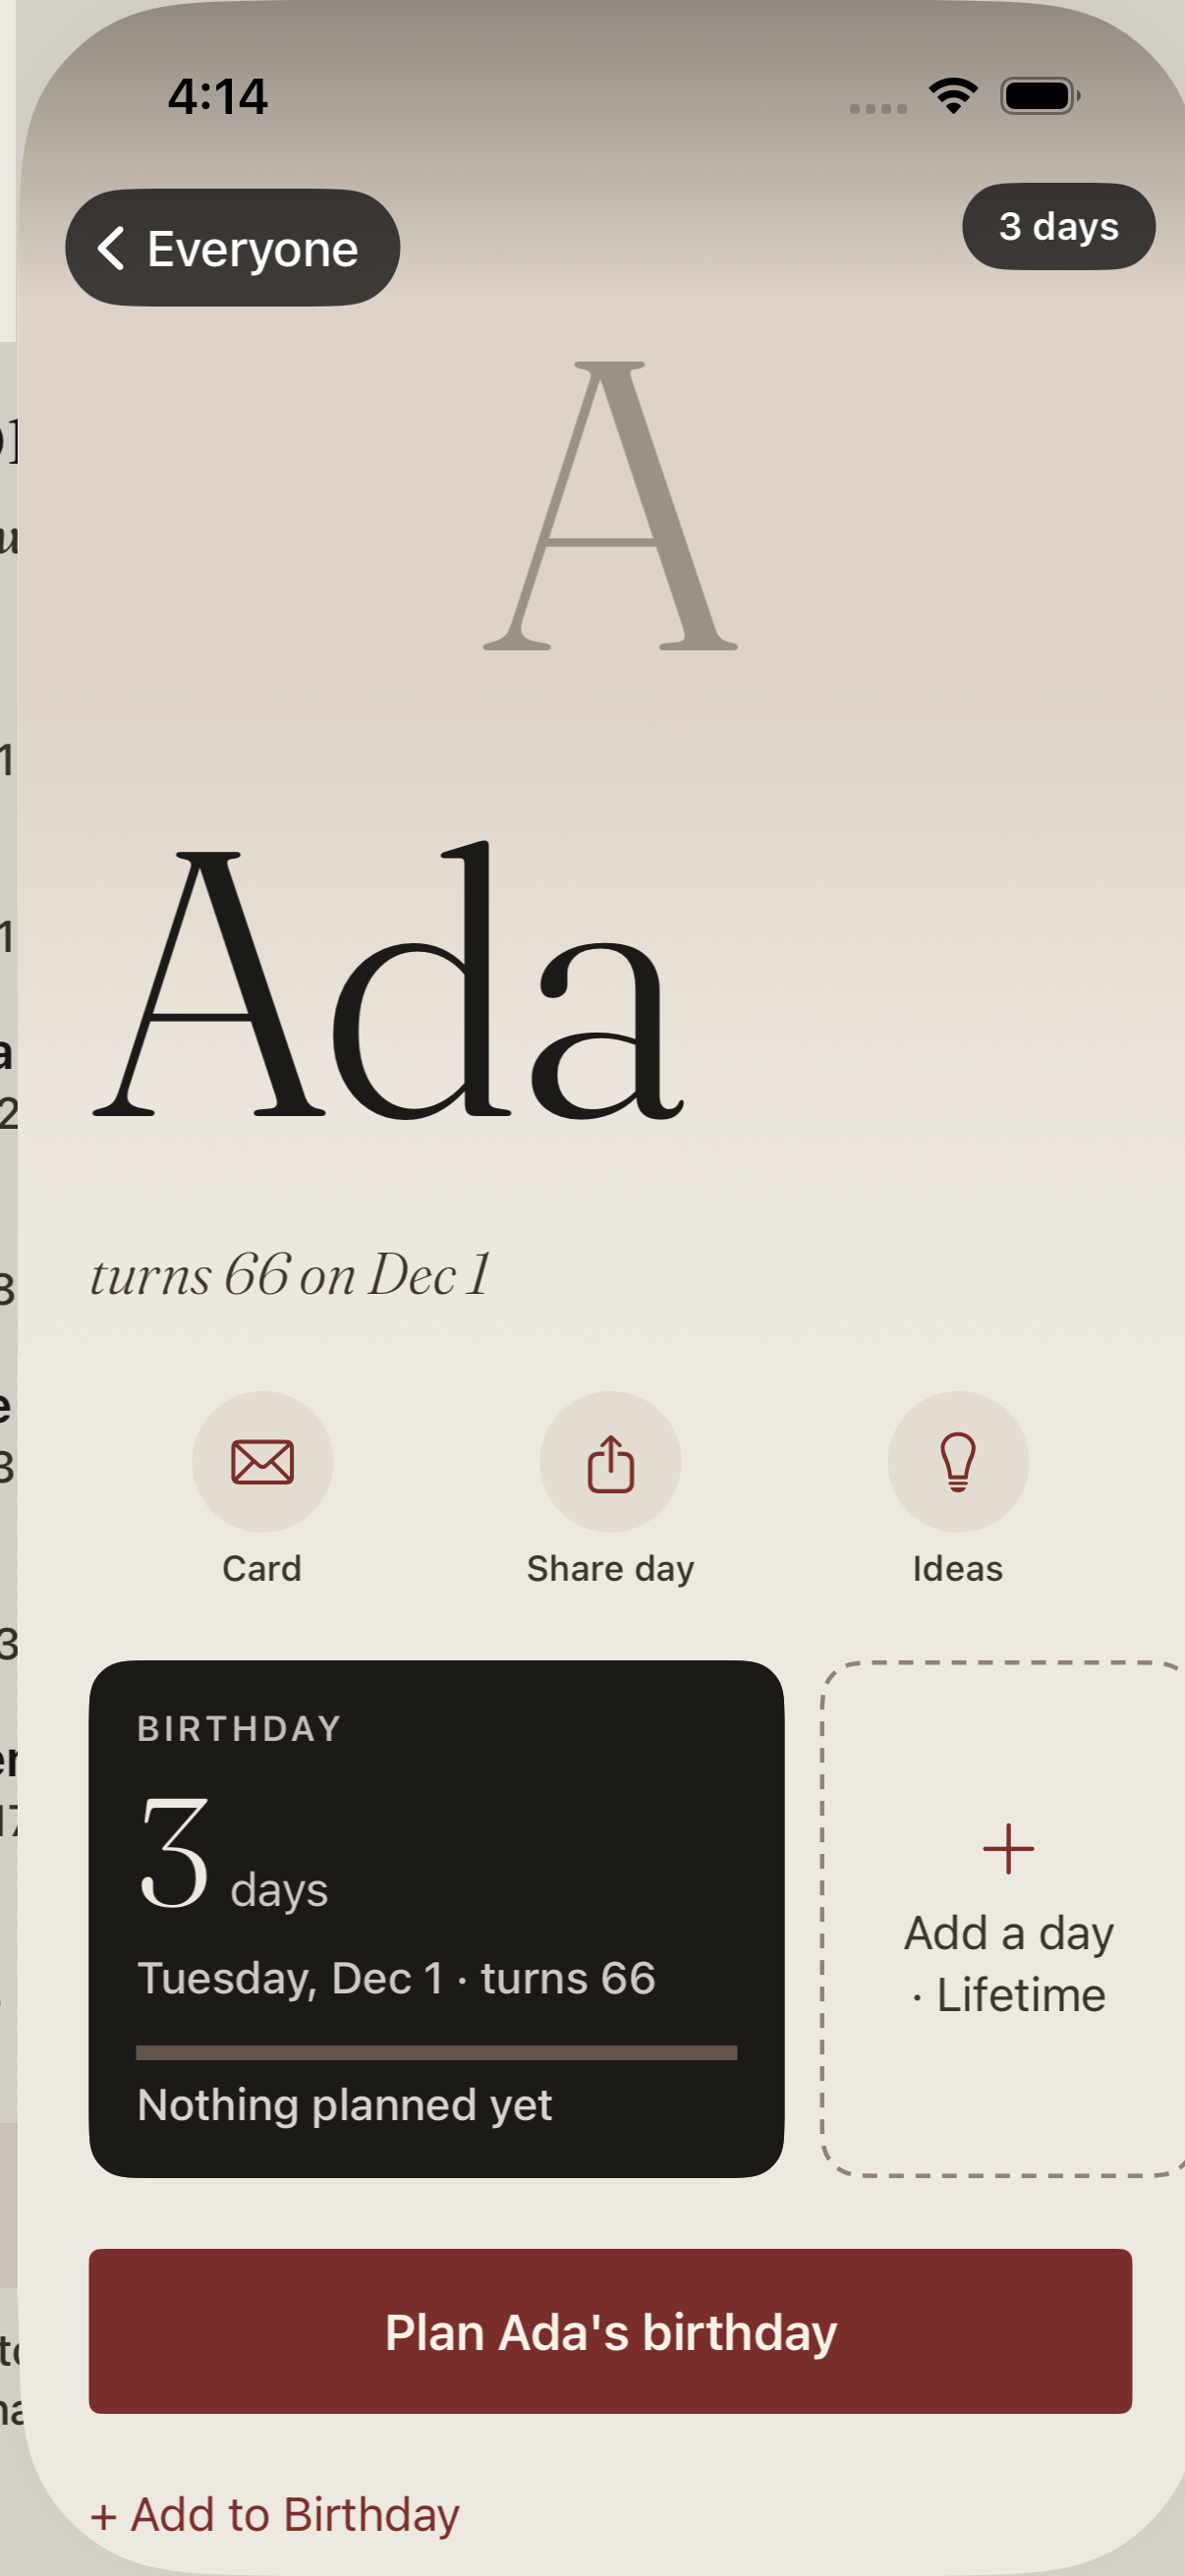 4:14
Everyone
3 days
A
Ada
turns 66 on Dec 1
Card
Share day
Ideas
BIRTHDAY
3 days
Tuesday, Dec 1 · turns 66
Nothing planned yet
Add a day
· Lifetime
Plan Ada's birthday
+ Add to Birthday